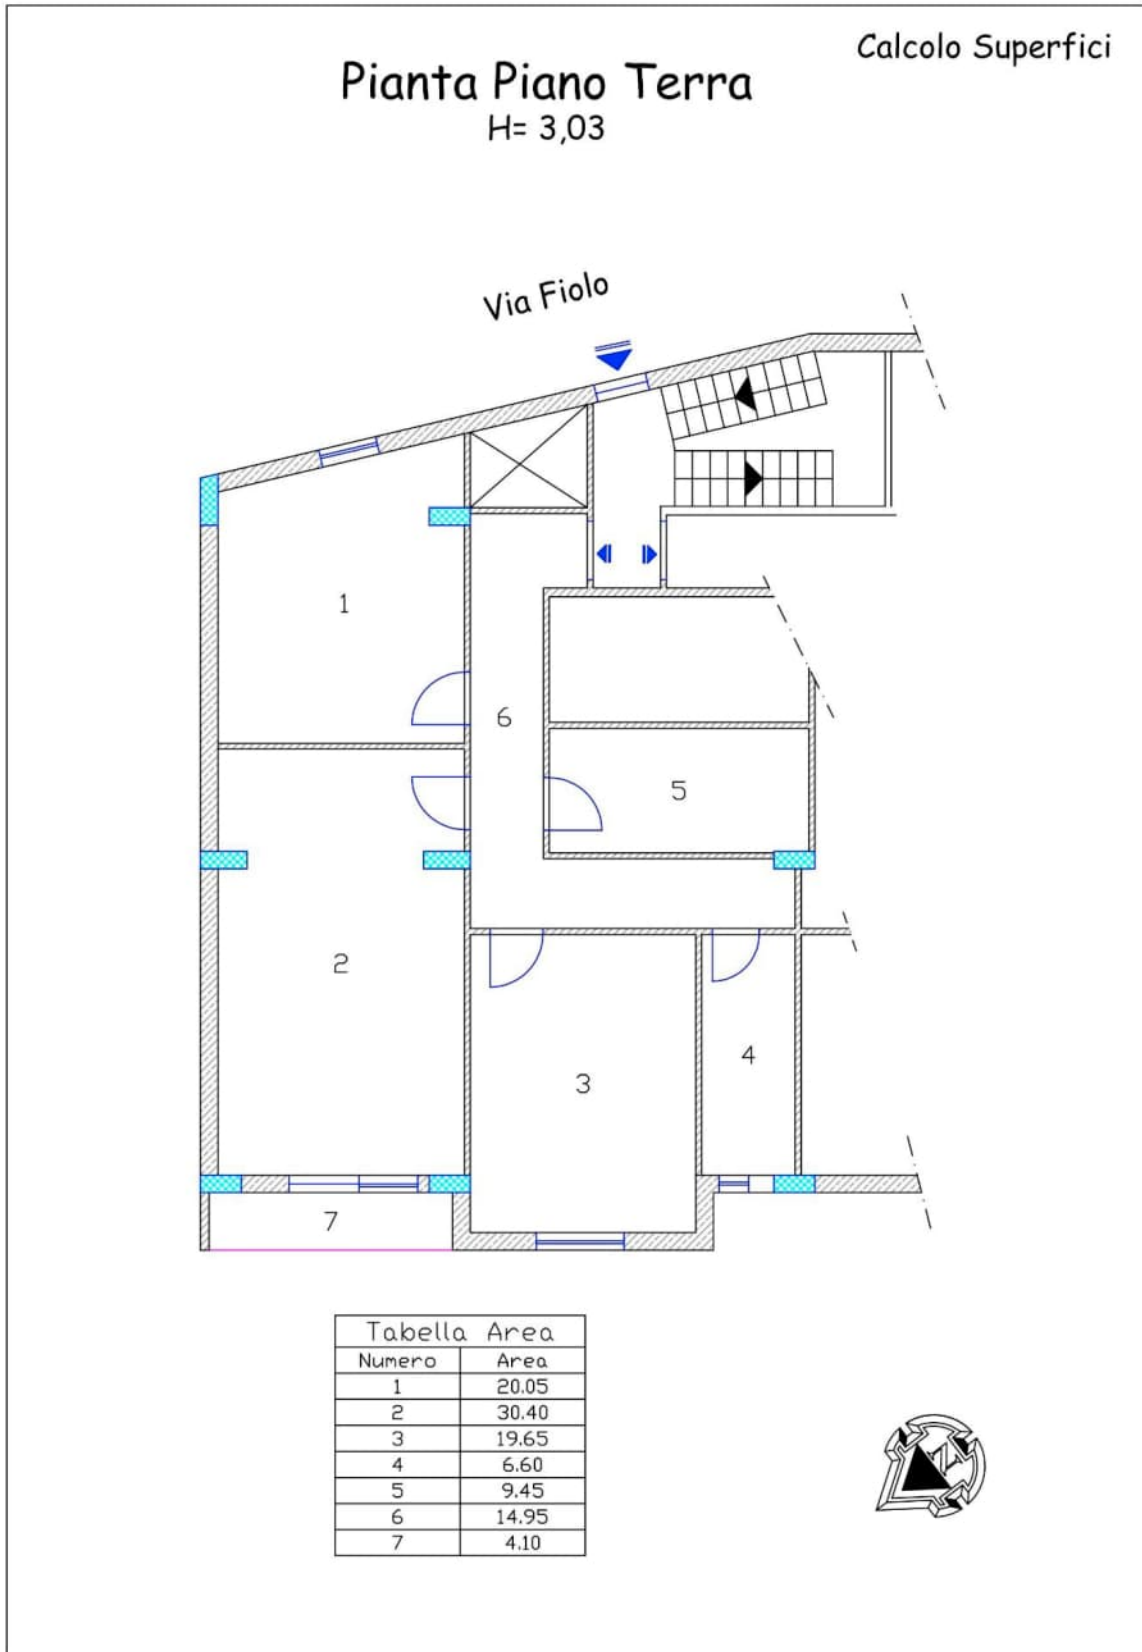 Calcolo Superfici
Pianta Piano Terra
H= 3,03
Via Fiolo
1
6
5
2
4
3
7
Tabella Area
Numero Area
1 20.05
2 30.40
3 19.65
4 6.60
5 9.45
6 14.95
7 4.10
N